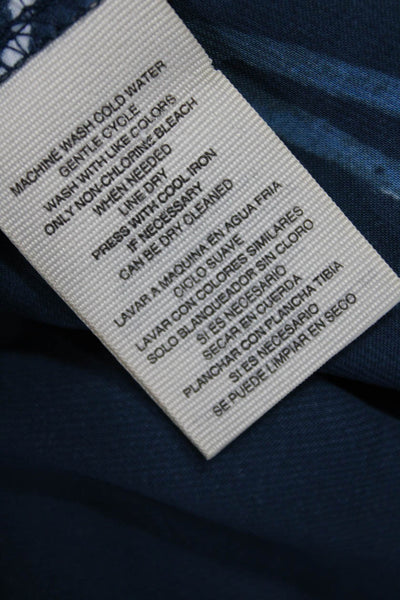 MACHINE WASH COLD WATER
GENTLE CYCLE
WASH WITH LIKE COLORS
ONLY NON-CHLORINE BLEACH
WHEN NEEDED
LINE DRY
PRESS WITH COOL IRON
IF NECESSARY
CAN BE DRY CLEANED
LAVAR A MAQUINA EN AGUA FRIA
CICLO SUAVE
LAVAR CON COLORES SIMILARES
SOLO BLANQUEADOR SIN CLORO
SI ES NECESARIO
SECAR EN CUERDA
PLANCHAR CON PLANCHA TIBIA
SI ES NECESARIO
SE PUEDE LIMPIAR EN SECO